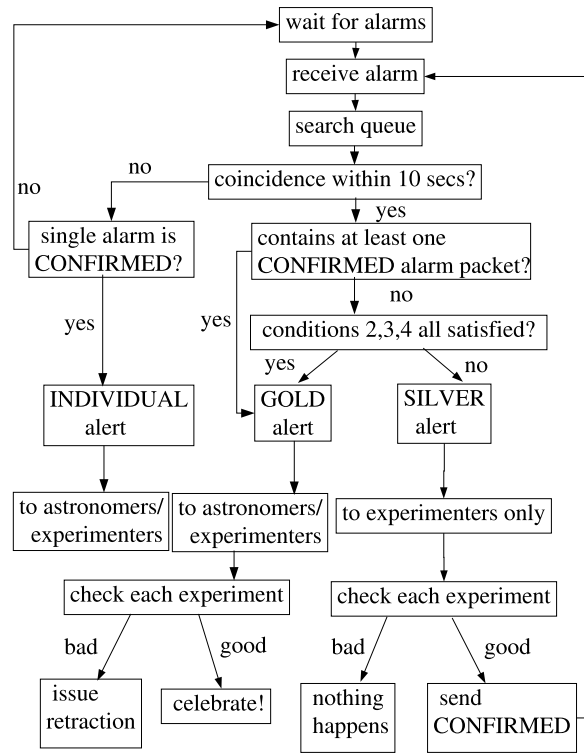 wait for alarms
receive alarm
search queue
no
coincidence within 10 secs?
no
yes
single alarm is
CONFIRMED?
contains at least one
CONFIRMED alarm packet?
no
yes
yes
conditions 2,3,4 all satisfied?
yes
no
INDIVIDUAL
alert
GOLD
alert
SILVER
alert
to astronomers/
experimenters
to astronomers/
experimenters
to experimenters only
check each experiment
check each experiment
bad
good
bad
good
issue
retraction
celebrate!
nothing
happens
send
CONFIRMED